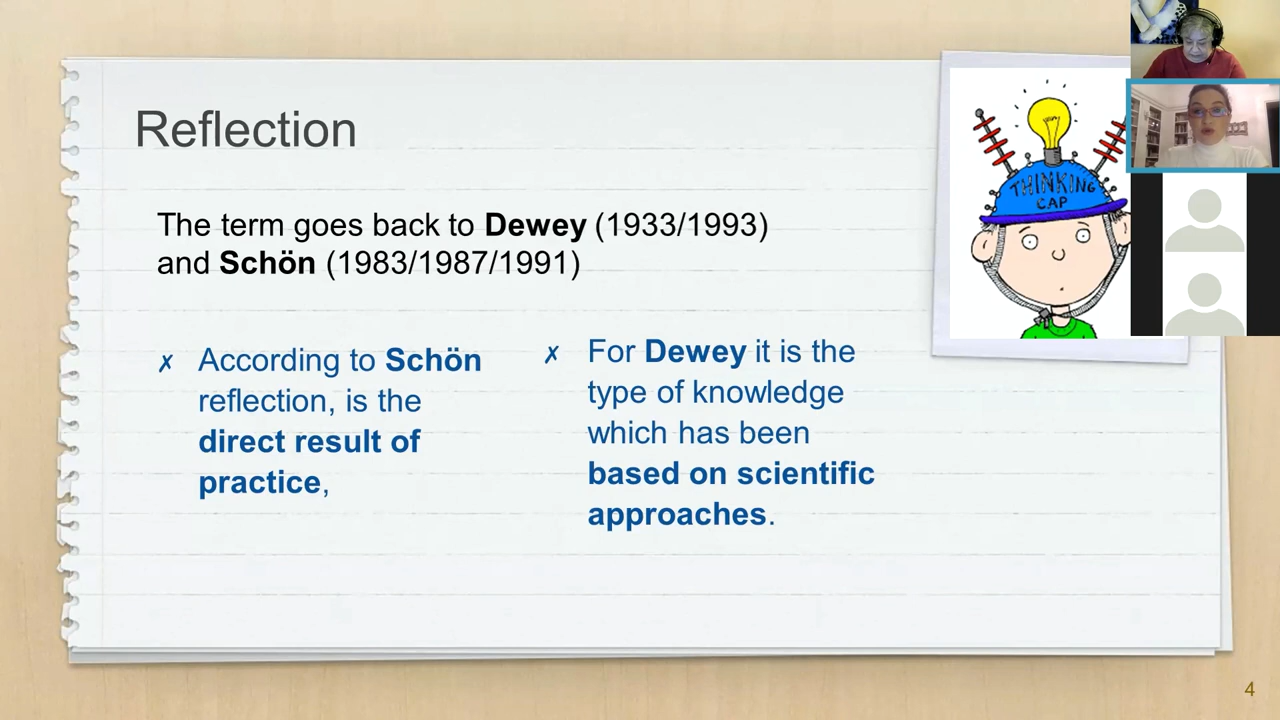 Reflection
The term goes back to Dewey (1933/1993)
and Schön (1983/1987/1991)
✗ According to Schön
reflection, is the
direct result of
practice,
✗ For Dewey it is the
type of knowledge
which has been
based on scientific
approaches.
THINKING
CAP
4